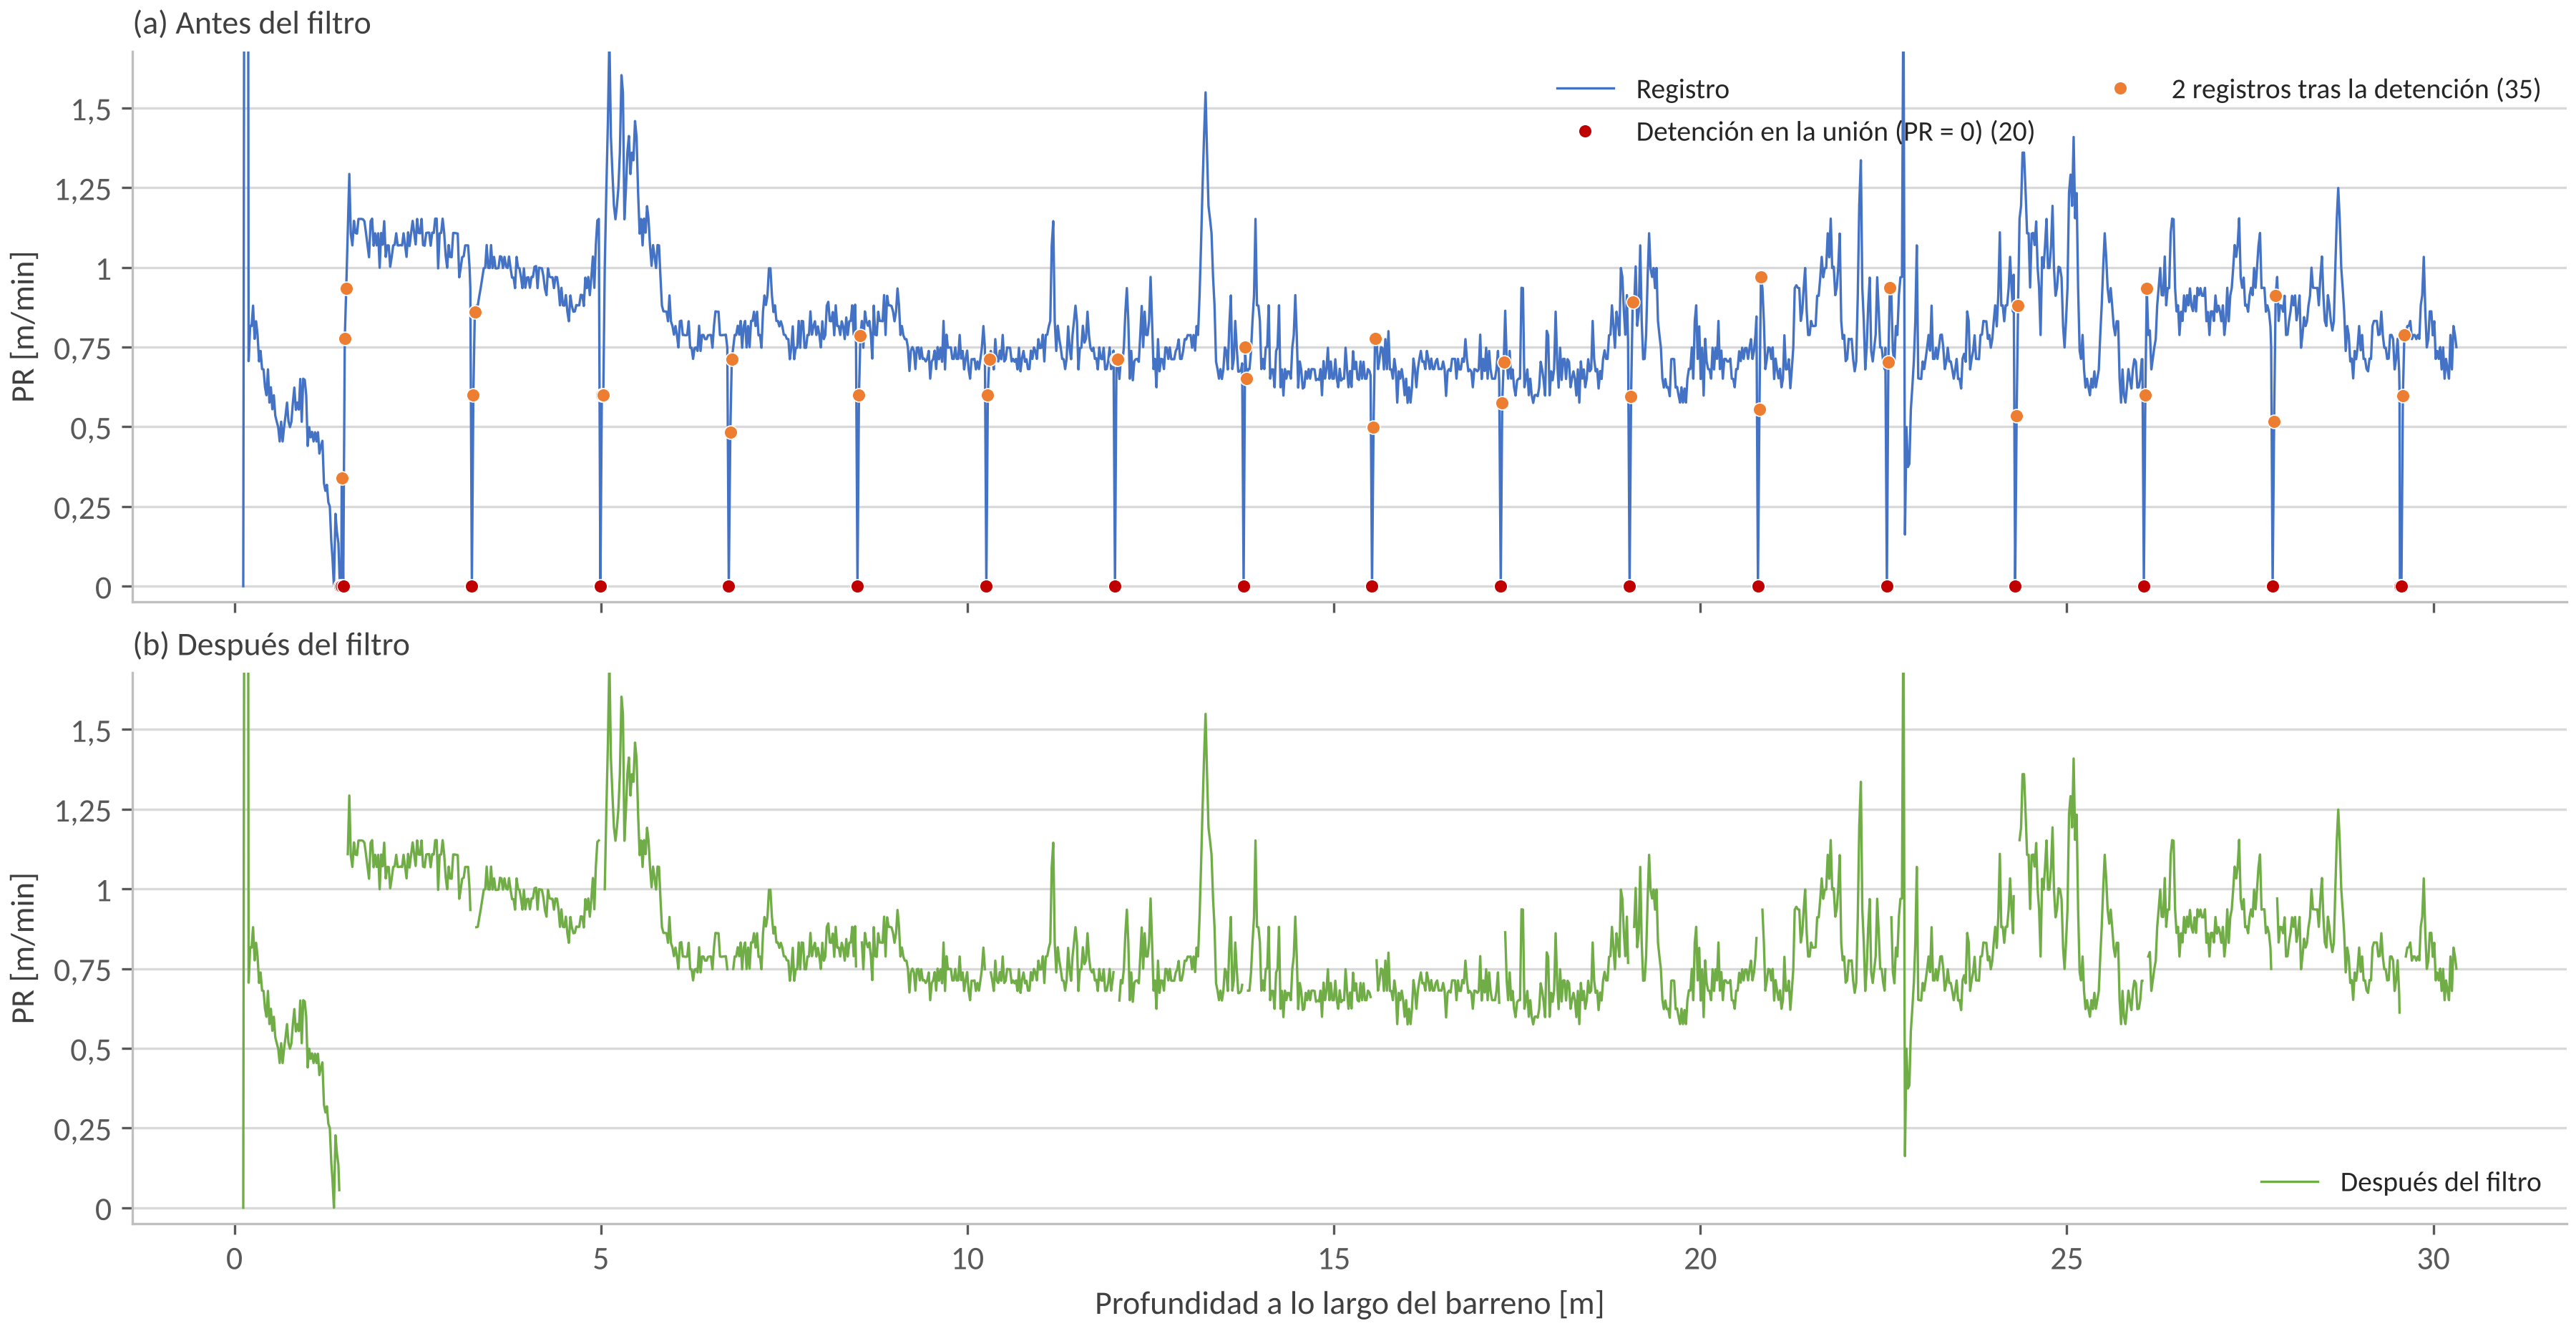 (a) Antes del filtro
Registro
Detención en la unión (PR = 0) (20)
2 registros tras la detención (35)
PR [m/min]
1,5
1,25
1
0,75
0,5
0,25
0
(b) Después del filtro
PR [m/min]
1,5
1,25
1
0,75
0,5
0,25
0
Después del filtro
0 5 10 15 20 25 30
Profundidad a lo largo del barreno [m]